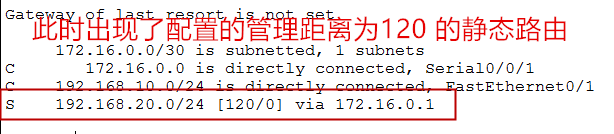 Gateway of last resort is not set
此时出现了配置的管理距离为120 的静态路由
172.16.0.0/30 is subnetted, 1 subnets
C 172.16.0.0 is directly connected, Serial0/0/1
C 192.168.10.0/24 is directly connected, FastEthernet0/1
S 192.168.20.0/24 [120/0] via 172.16.0.1